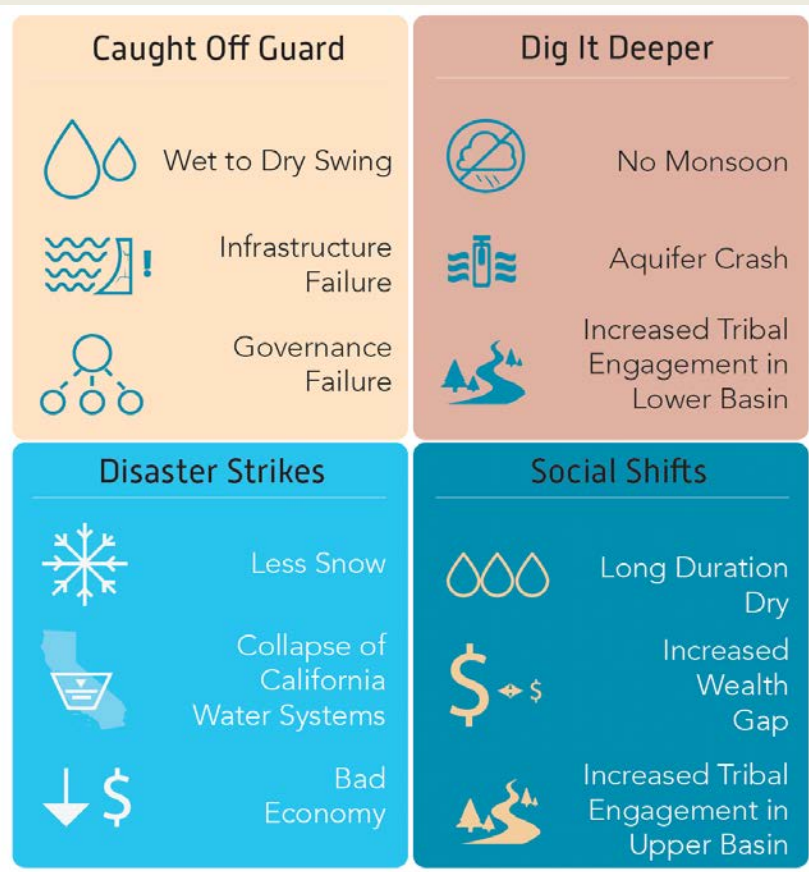 Caught Off Guard
Wet to Dry Swing
Infrastructure
Failure
!
Governance
Failure
Dig It Deeper
No Monsoon
Aquifer Crash
Increased Tribal
Engagement in
Lower Basin
Disaster Strikes
Less Snow
Collapse of
California
Water Systems
$
Bad
Economy
Social Shifts
Long Duration
Dry
$ $
Increased
Wealth
Gap
Increased Tribal
Engagement in
Upper Basin